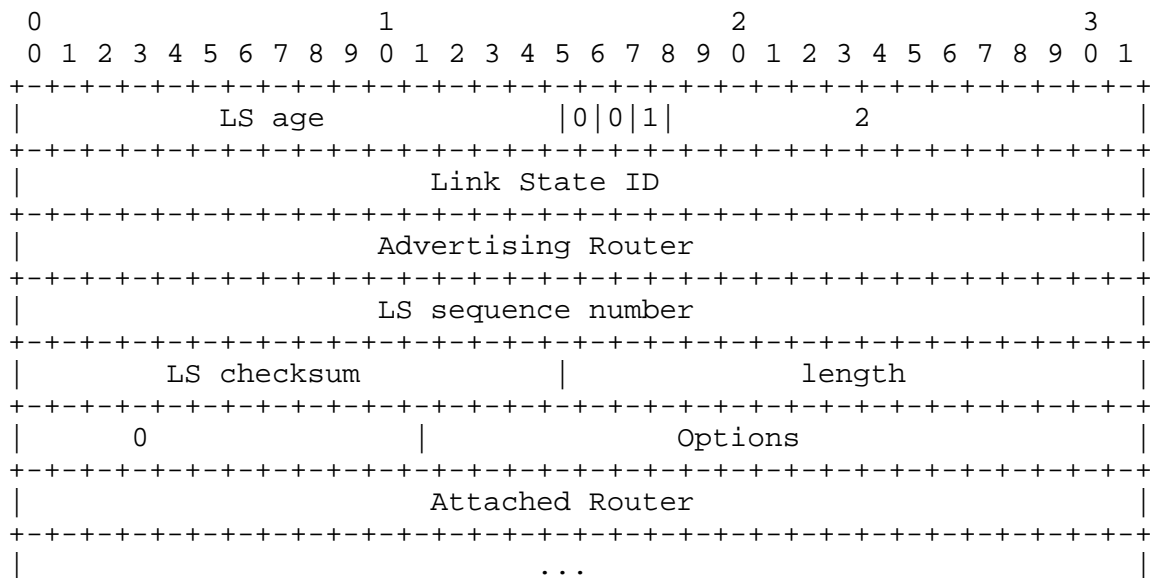 0                   1                   2                   3
 0 1 2 3 4 5 6 7 8 9 0 1 2 3 4 5 6 7 8 9 0 1 2 3 4 5 6 7 8 9 0 1
+-+-+-+-+-+-+-+-+-+-+-+-+-+-+-+-+-+-+-+-+-+-+-+-+-+-+-+-+-+-+-+-+
|           LS age             |0|0|1|          2               |
+-+-+-+-+-+-+-+-+-+-+-+-+-+-+-+-+-+-+-+-+-+-+-+-+-+-+-+-+-+-+-+-+
|                       Link State ID                           |
+-+-+-+-+-+-+-+-+-+-+-+-+-+-+-+-+-+-+-+-+-+-+-+-+-+-+-+-+-+-+-+-+
|                    Advertising Router                         |
+-+-+-+-+-+-+-+-+-+-+-+-+-+-+-+-+-+-+-+-+-+-+-+-+-+-+-+-+-+-+-+-+
|                    LS sequence number                         |
+-+-+-+-+-+-+-+-+-+-+-+-+-+-+-+-+-+-+-+-+-+-+-+-+-+-+-+-+-+-+-+-+
|        LS checksum           |             length             |
+-+-+-+-+-+-+-+-+-+-+-+-+-+-+-+-+-+-+-+-+-+-+-+-+-+-+-+-+-+-+-+-+
|      0               |              Options                   |
+-+-+-+-+-+-+-+-+-+-+-+-+-+-+-+-+-+-+-+-+-+-+-+-+-+-+-+-+-+-+-+-+
|                       Attached Router                         |
+-+-+-+-+-+-+-+-+-+-+-+-+-+-+-+-+-+-+-+-+-+-+-+-+-+-+-+-+-+-+-+-+
|                             ...                               |